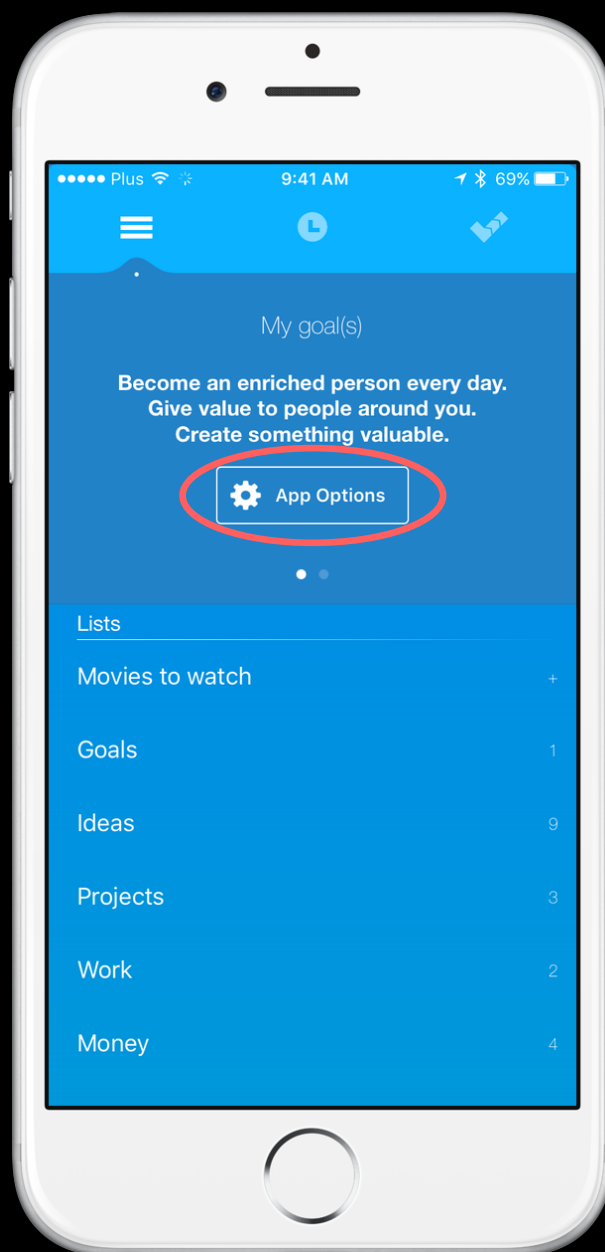 Plus 9:41 AM 69%
My goal(s)
Become an enriched person every day.
Give value to people around you.
Create something valuable.
App Options
Lists
Movies to watch +
Goals 1
Ideas 9
Projects 3
Work 2
Money 4